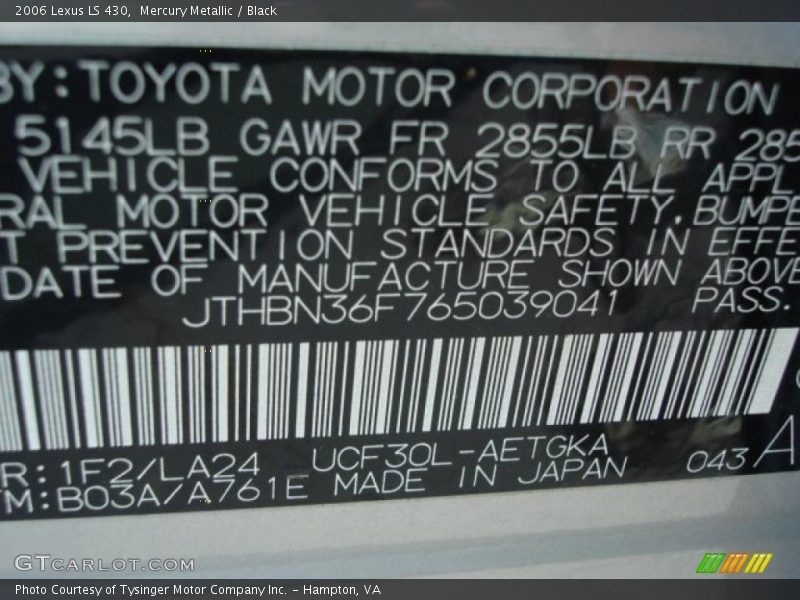 2006 Lexus LS 430, Mercury Metallic / Black
BY: TOYOTA MOTOR CORPORATION
5145LB GAWR FR 2855LB RR 285
VEHICLE CONFORMS TO ALL APPL
RAL MOTOR VEHICLE SAFETY, BUMPE
T PREVENTION STANDARDS IN EFFE
DATE OF MANUFACTURE SHOWN ABOVE
JTHBN36F765039041 PASS.
R: 1F2/LA24 UCF30L-AETGKA 043 A
TM: B03A/A761E MADE IN JAPAN
GTCARLOT.COM
Photo Courtesy of Tysinger Motor Company Inc. - Hampton, VA